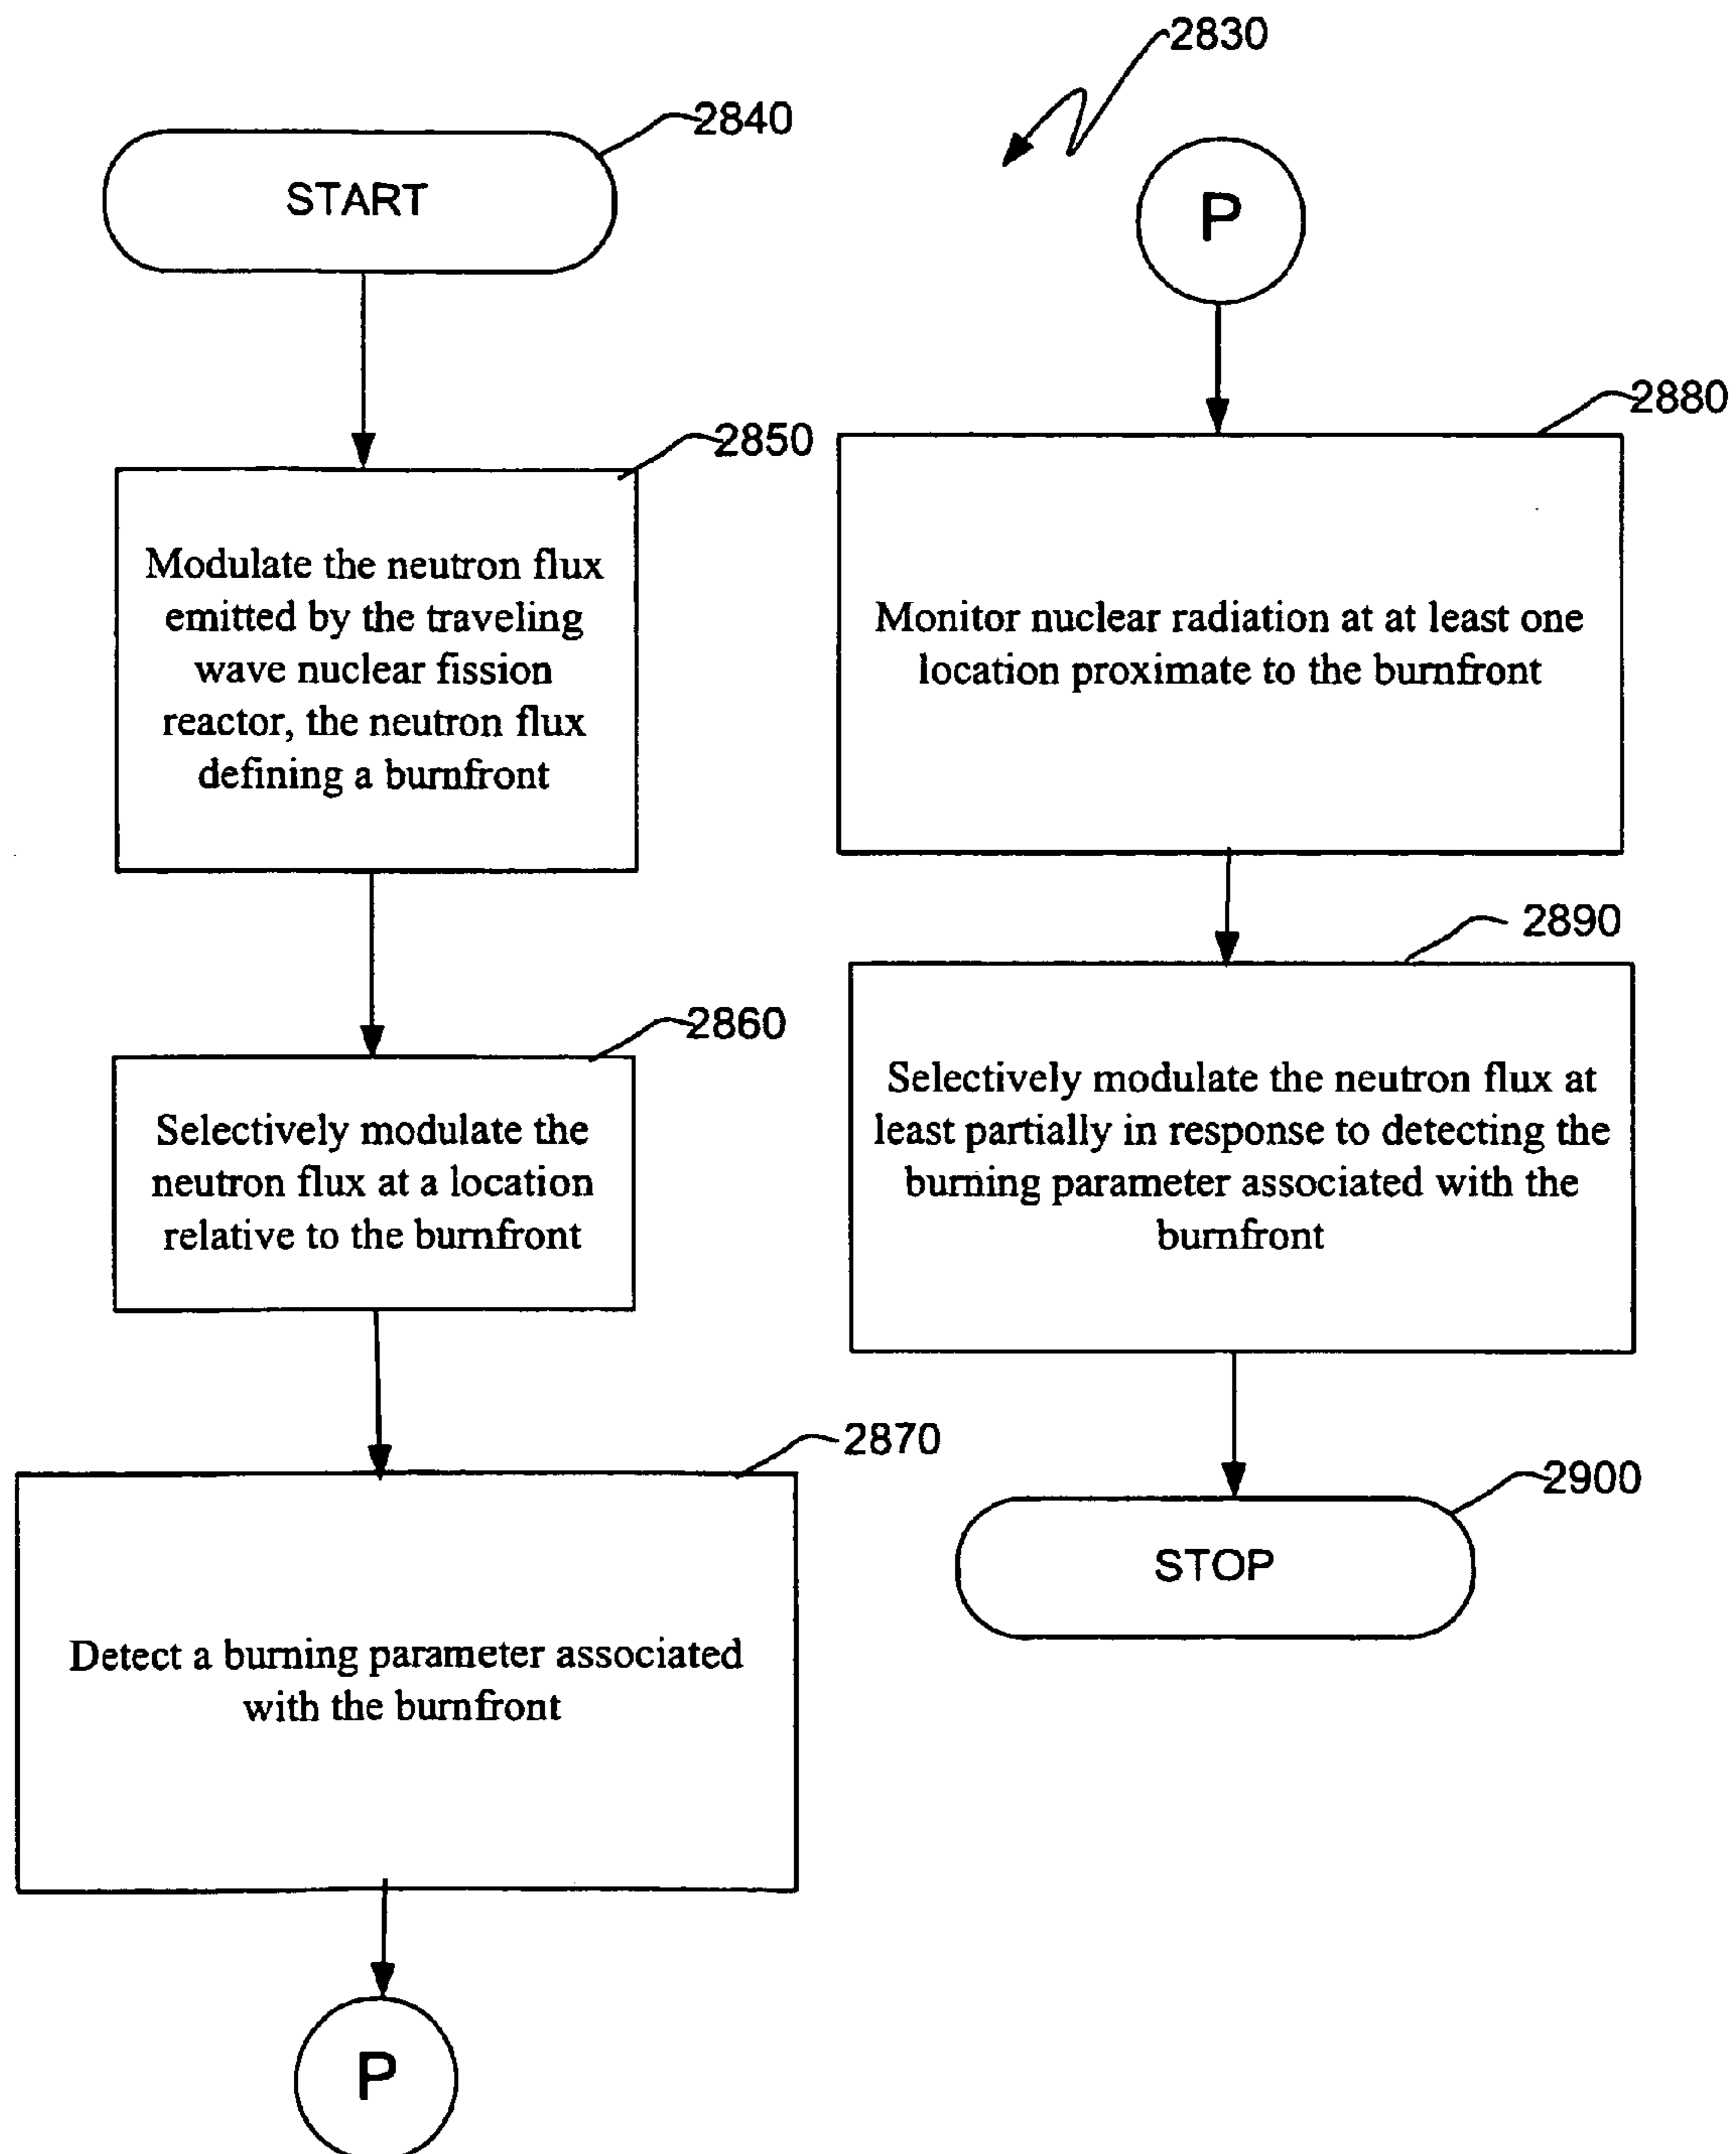 2830
2840
START
2850
Modulate the neutron flux
emitted by the traveling
wave nuclear fission
reactor, the neutron flux
defining a burnfront
2860
Selectively modulate the
neutron flux at a location
relative to the burnfront
2870
Detect a burning parameter associated
with the burnfront
P
P
2880
Monitor nuclear radiation at at least one
location proximate to the burnfront
2890
Selectively modulate the neutron flux at
least partially in response to detecting the
burning parameter associated with the
burnfront
2900
STOP